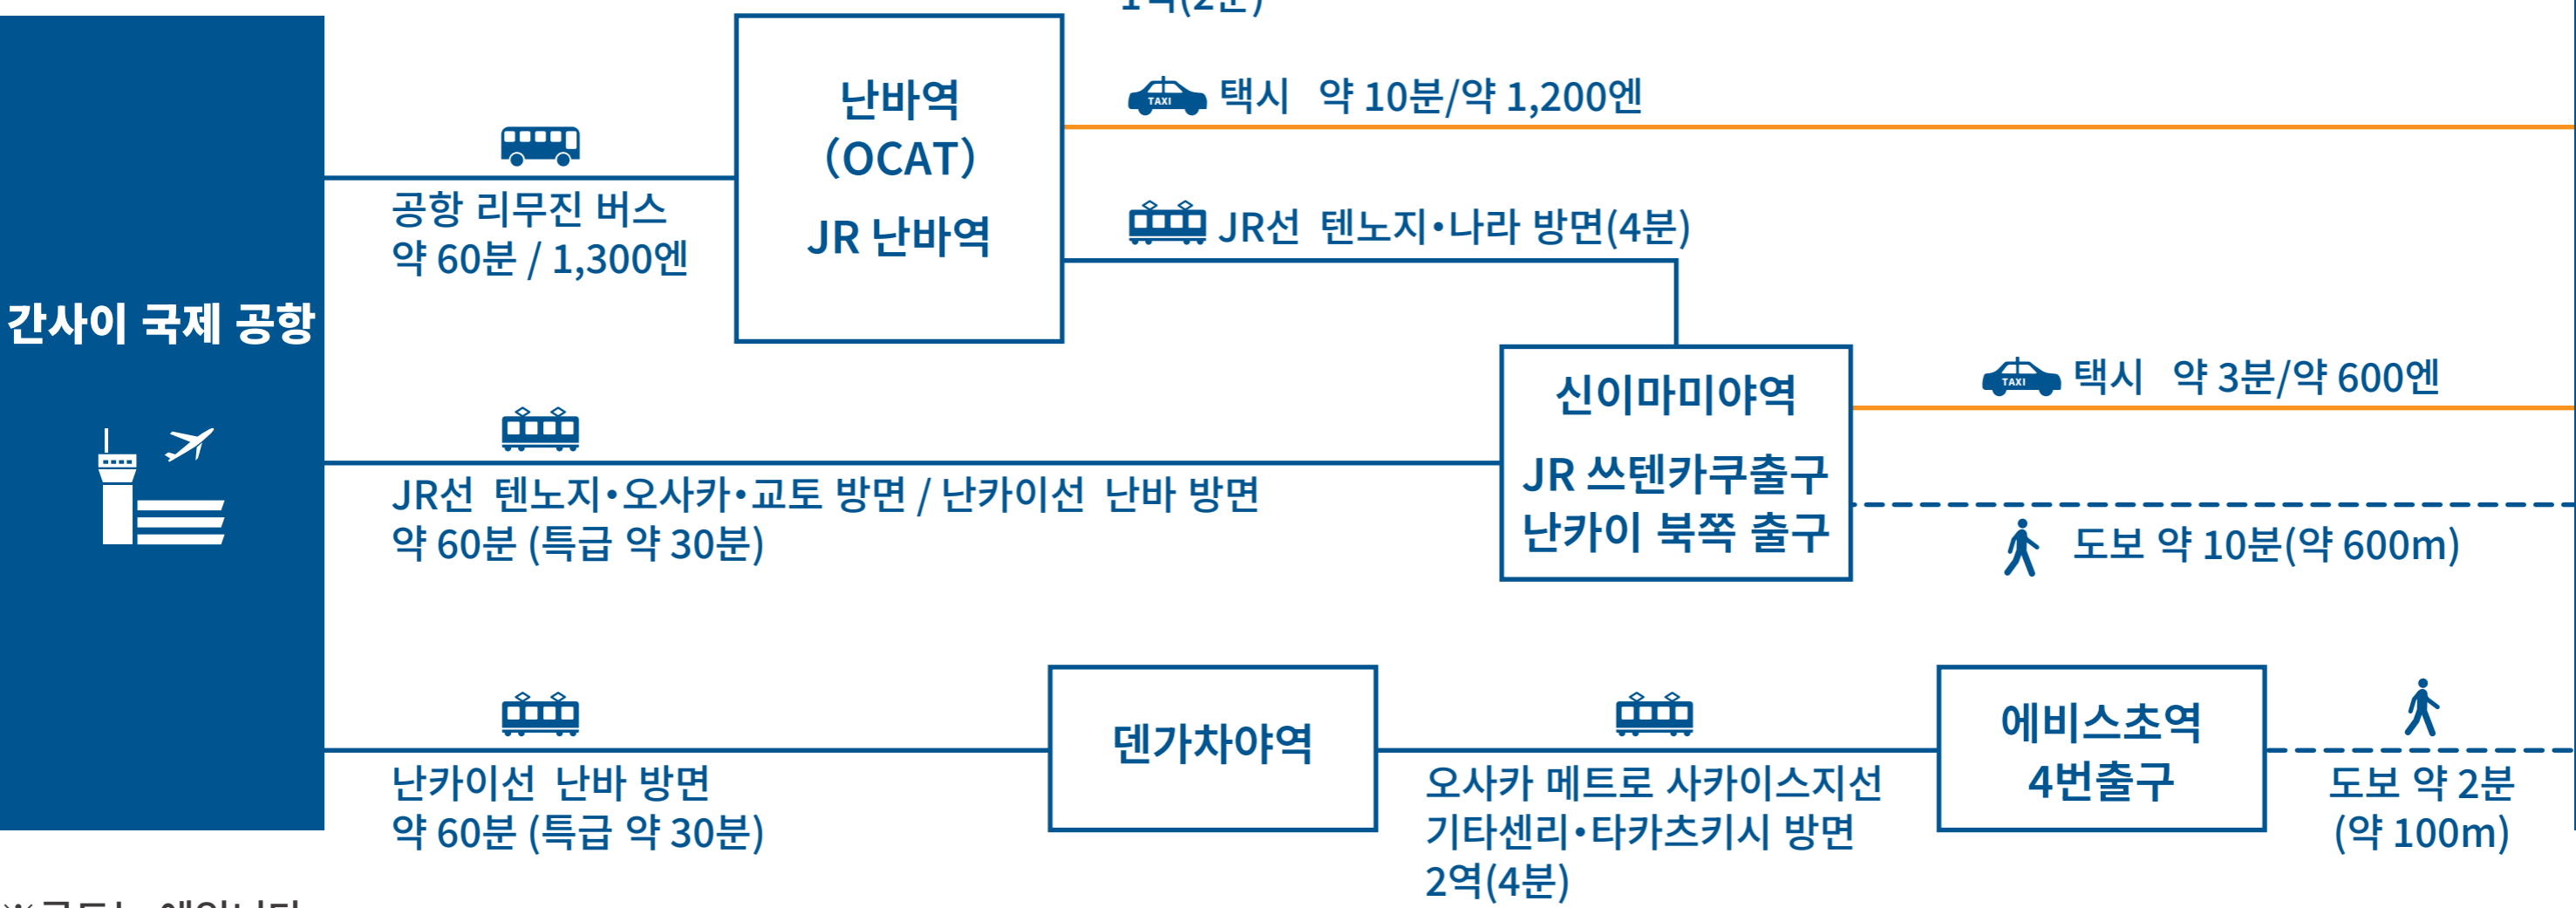 1역(2분)
간사이 국제 공항
공항 리무진 버스
약 60분 / 1,300엔
난바역
(OCAT)
JR 난바역
TAXI 택시 약 10분/약 1,200엔
JR선 텐노지・나라 방면(4분)
JR선 텐노지・오사카・교토 방면 / 난카이선 난바 방면
약 60분 (특급 약 30분)
신이마미야역
JR 쓰텐카쿠출구
난카이 북쪽 출구
TAXI 택시 약 3분/약 600엔
도보 약 10분(약 600m)
난카이선 난바 방면
약 60분 (특급 약 30분)
덴가차야역
오사카 메트로 사카이스지선
기타센리・타카츠키시 방면
2역(4분)
에비스초역
4번출구
도보 약 2분
(약 100m)